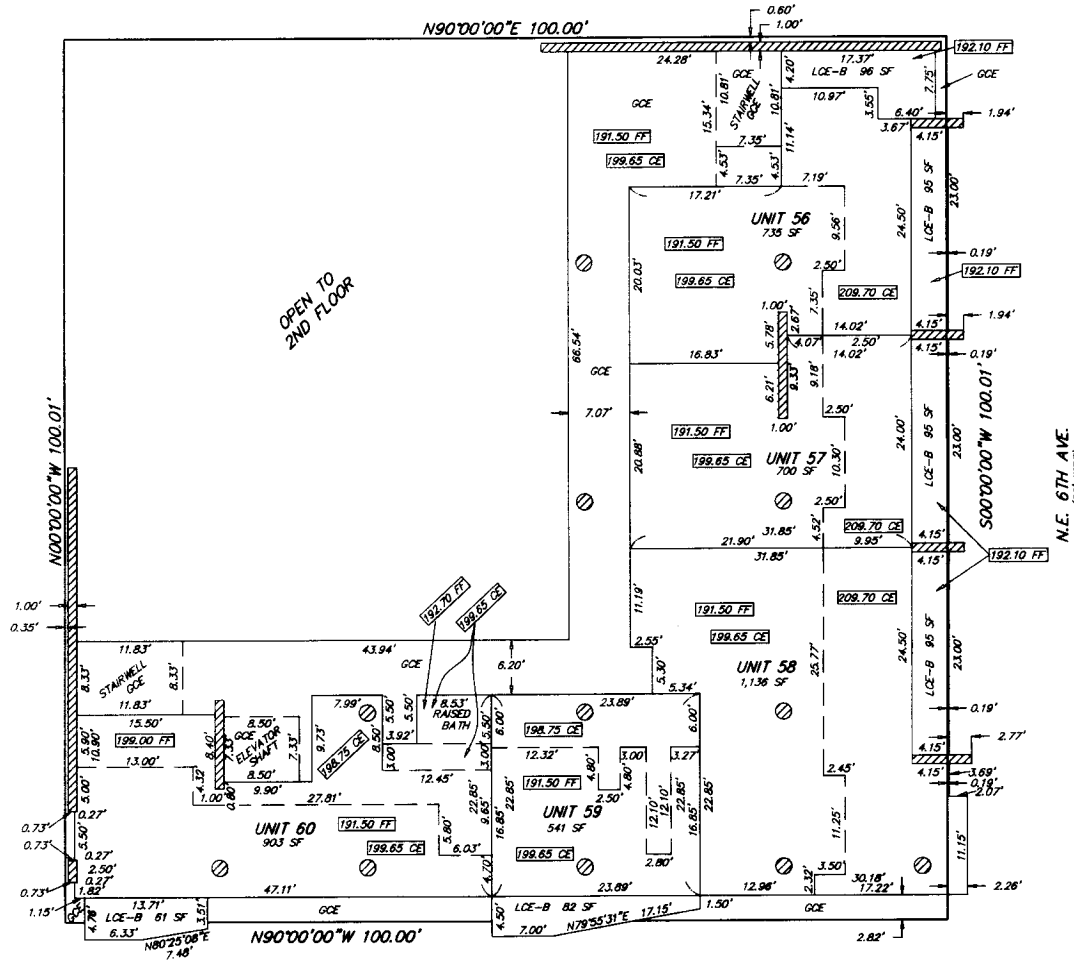 N90°00'00"E 100.00'
0.60'
1.00'
24.28'
GCE
17.37'
LCE-B 96 SF
192.10 FF
GCE
10.81'
STAIRWELL
GCE
10.81'
4.20'
10.97'
3.55'
6.40'
7.75'
1.94'
GCE
15.34'
11.14'
3.67'
4.15'
191.50 FF
199.65 CE
7.35'
4.53'
4.53'
7.35'
7.19'
17.21'
UNIT 56
735 SF
191.50 FF
199.65 CE
20.03'
9.56'
2.50'
7.35'
209.70 CE
24.50'
LCE-B 95 SF
23.00'
0.19'
192.10 FF
1.94'
OPEN TO
2ND FLOOR
66.54'
GCE
7.07'
1.00'
5.78'
2.67'
4.07'
14.02'
2.50'
14.02'
4.15'
4.15'
0.19'
16.83'
6.21'
9.33'
9.18'
2.50'
1.00'
191.50 FF
199.65 CE
UNIT 57
700 SF
20.88'
10.30'
2.50'
4.52'
209.70 CE
24.00'
LCE-B 95 SF
23.00'
S00°00'00"W 100.01'
N.E. 6TH AVE.
N00°00'00"W 100.01'
31.85'
21.90'
9.95'
31.85'
4.15'
4.15'
192.10 FF
11.19'
2.55'
5.30'
5.34'
191.50 FF
199.65 CE
UNIT 58
1,136 SF
209.70 CE
25.77'
24.50'
LCE-B 95 SF
23.00'
0.19'
2.77'
4.15'
4.15'
3.69'
0.19'
2.07'
1.00'
0.35'
192.70 FF
199.65 CE
11.83'
8.33'
STAIRWELL
GCE
8.33'
11.83'
43.94'
GCE
6.20'
15.50'
199.00 FF
5.90'
10.90'
13.00'
5.00'
8.40'
7.33'
8.50'
GCE
ELEVATOR
SHAFT
7.33'
8.50'
9.90'
4.32'
1.00'
0.80'
9.73'
7.99'
198.75 CE
5.50'
8.50'
5.50'
3.92'
3.00'
8.53'
RAISED
BATH
5.50'
3.00'
12.45'
6.00'
23.89'
198.75 CE
6.00'
12.32'
4.80'
2.50'
4.80'
3.00'
3.27'
191.50 FF
UNIT 59
541 SF
199.65 CE
12.10'
12.10'
2.80'
22.85'
9.65'
16.85'
22.85'
22.85'
16.85'
22.85'
2.45'
11.25'
3.50'
2.32'
11.15'
2.26'
27.81'
UNIT 60
903 SF
191.50 FF
199.65 CE
5.80'
6.03'
4.70'
0.73'
0.27'
5.50'
0.73'
0.27'
2.50'
0.27'
0.73'
1.82'
1.15'
47.11'
23.89'
12.96'
30.18'
17.22'
GCE
4.76'
13.71'
LCE-B 61 SF
3.51'
6.33'
N80°25'08"E
7.48'
GCE
N90°00'00"W 100.00'
4.50'
LCE-B 82 SF
7.00'
N79°55'31"E 17.15'
1.50'
GCE
2.82'